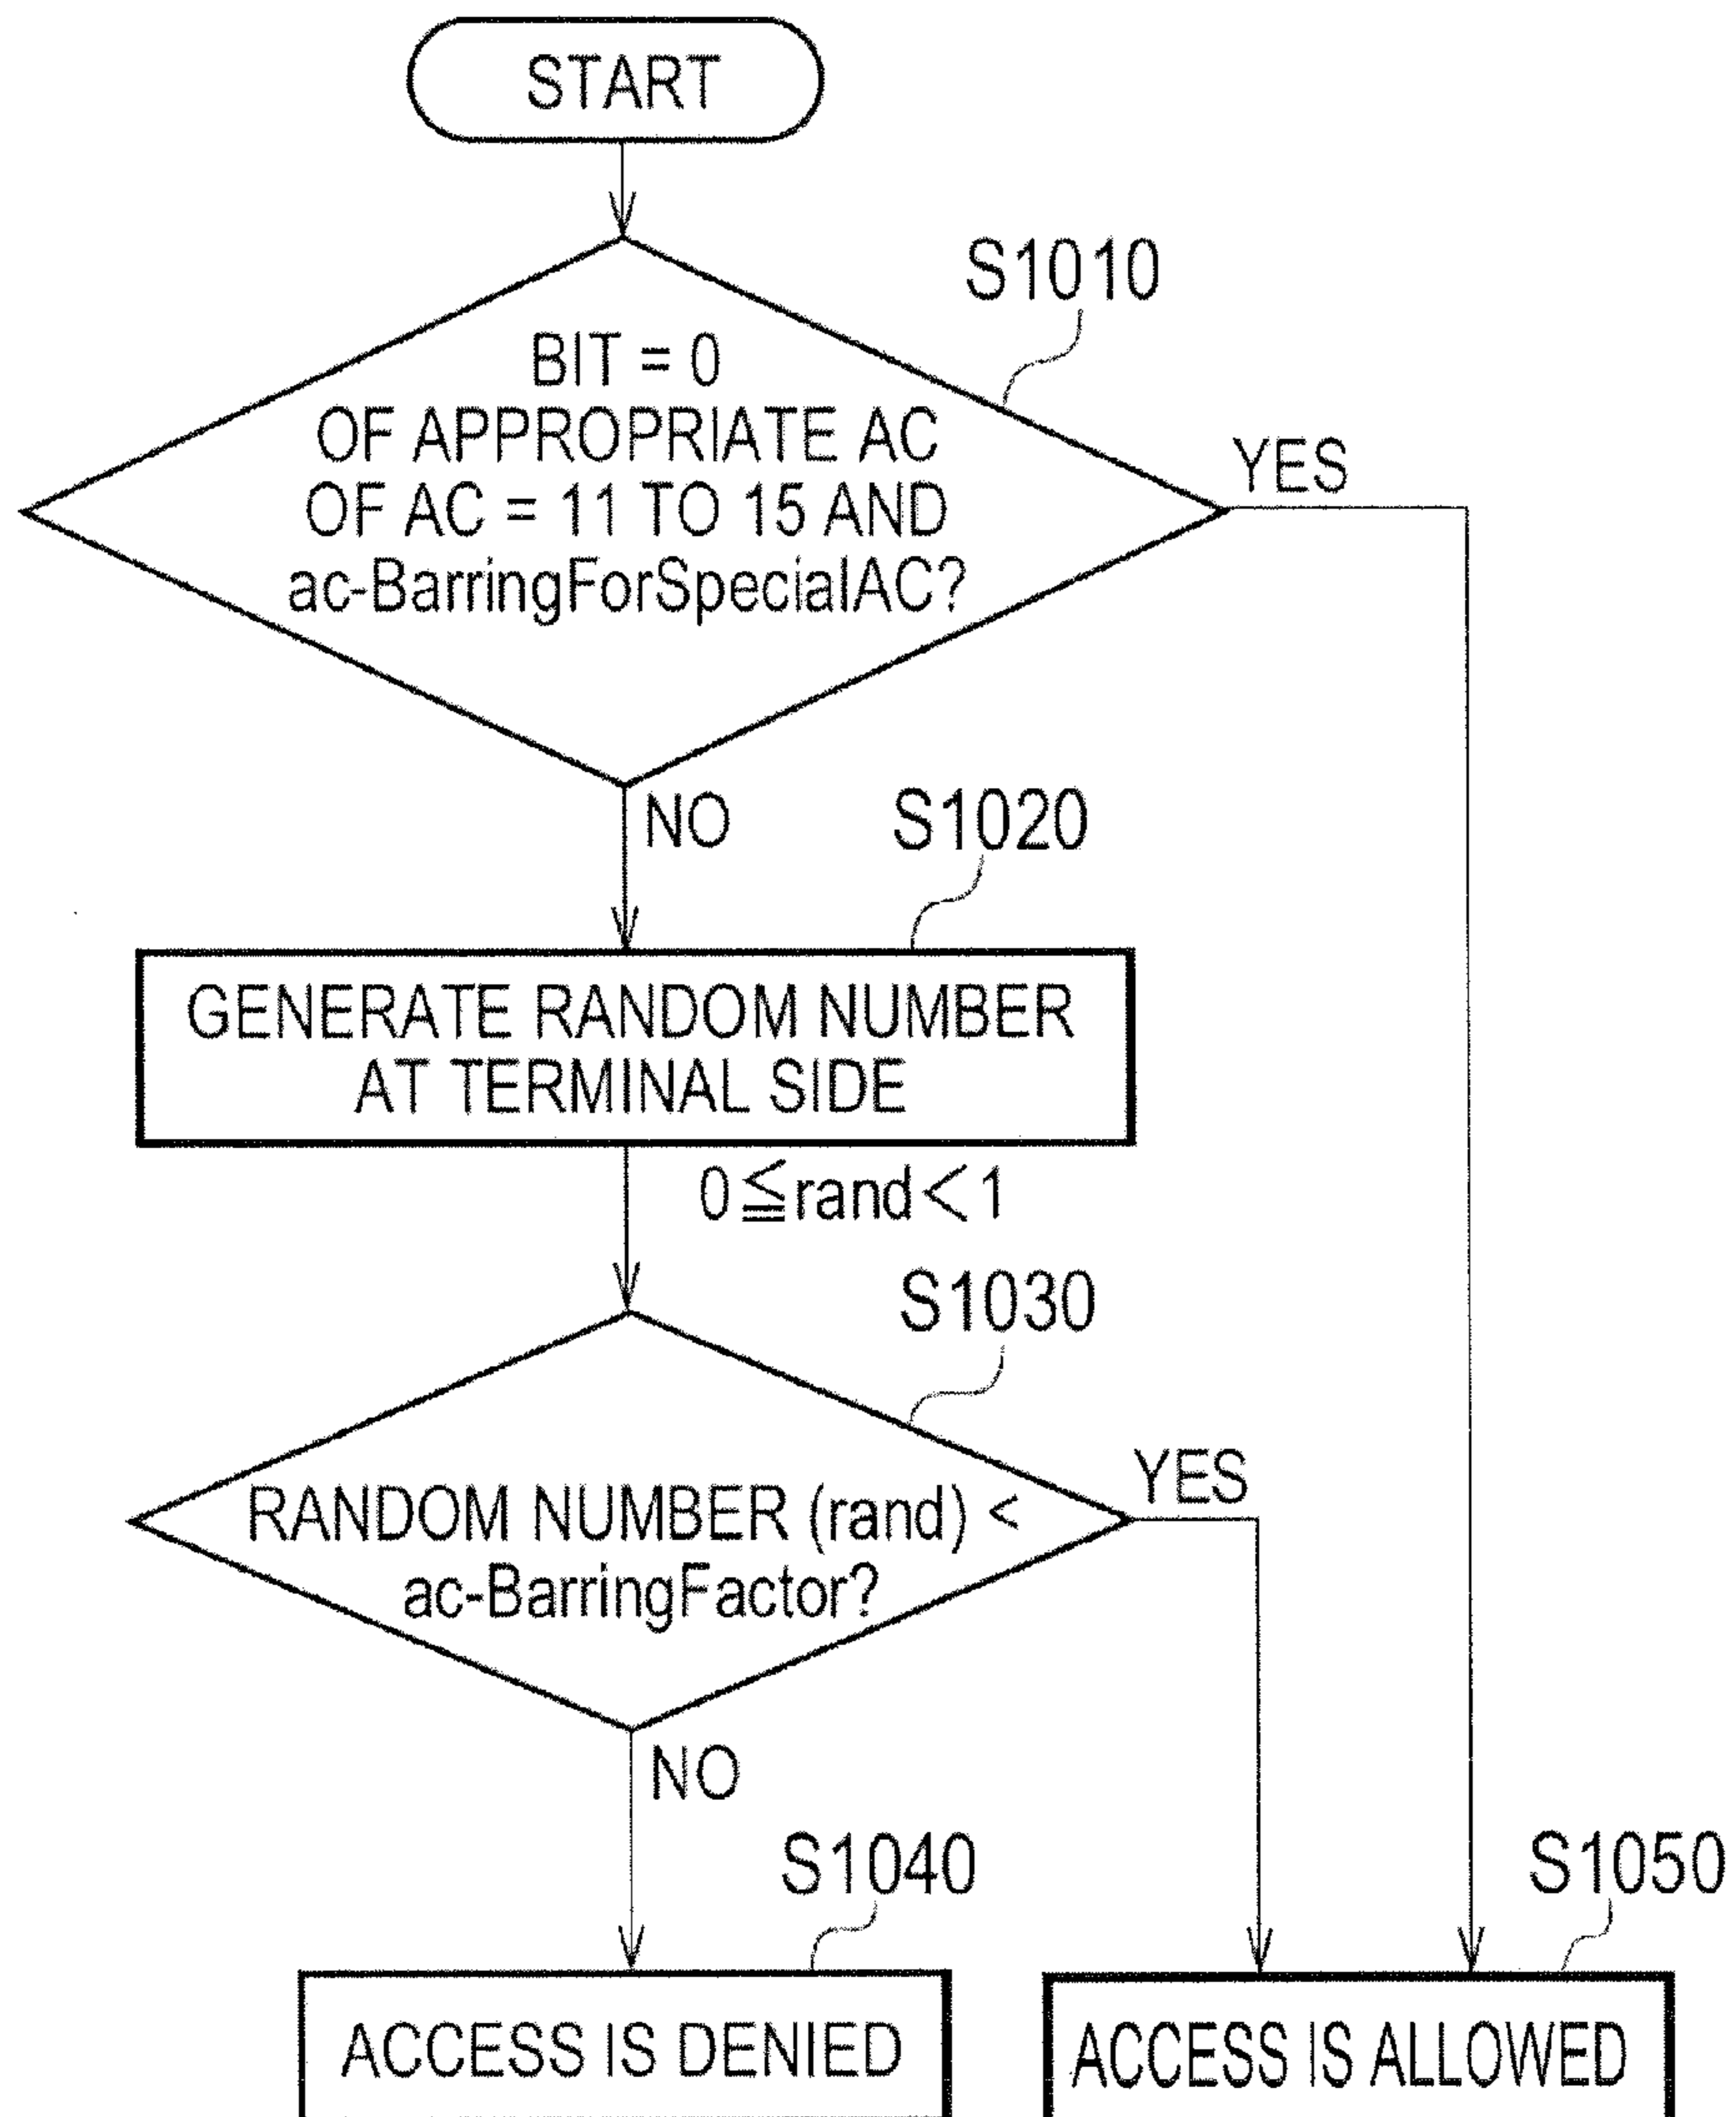 START
S1010
BIT = 0
OF APPROPRIATE AC
OF AC = 11 TO 15 AND
ac-BarringForSpecialAC?
YES
NO
S1020
GENERATE RANDOM NUMBER
AT TERMINAL SIDE
0≦rand<1
S1030
RANDOM NUMBER (rand) <
ac-BarringFactor?
YES
NO
S1040
S1050
ACCESS IS DENIED
ACCESS IS ALLOWED